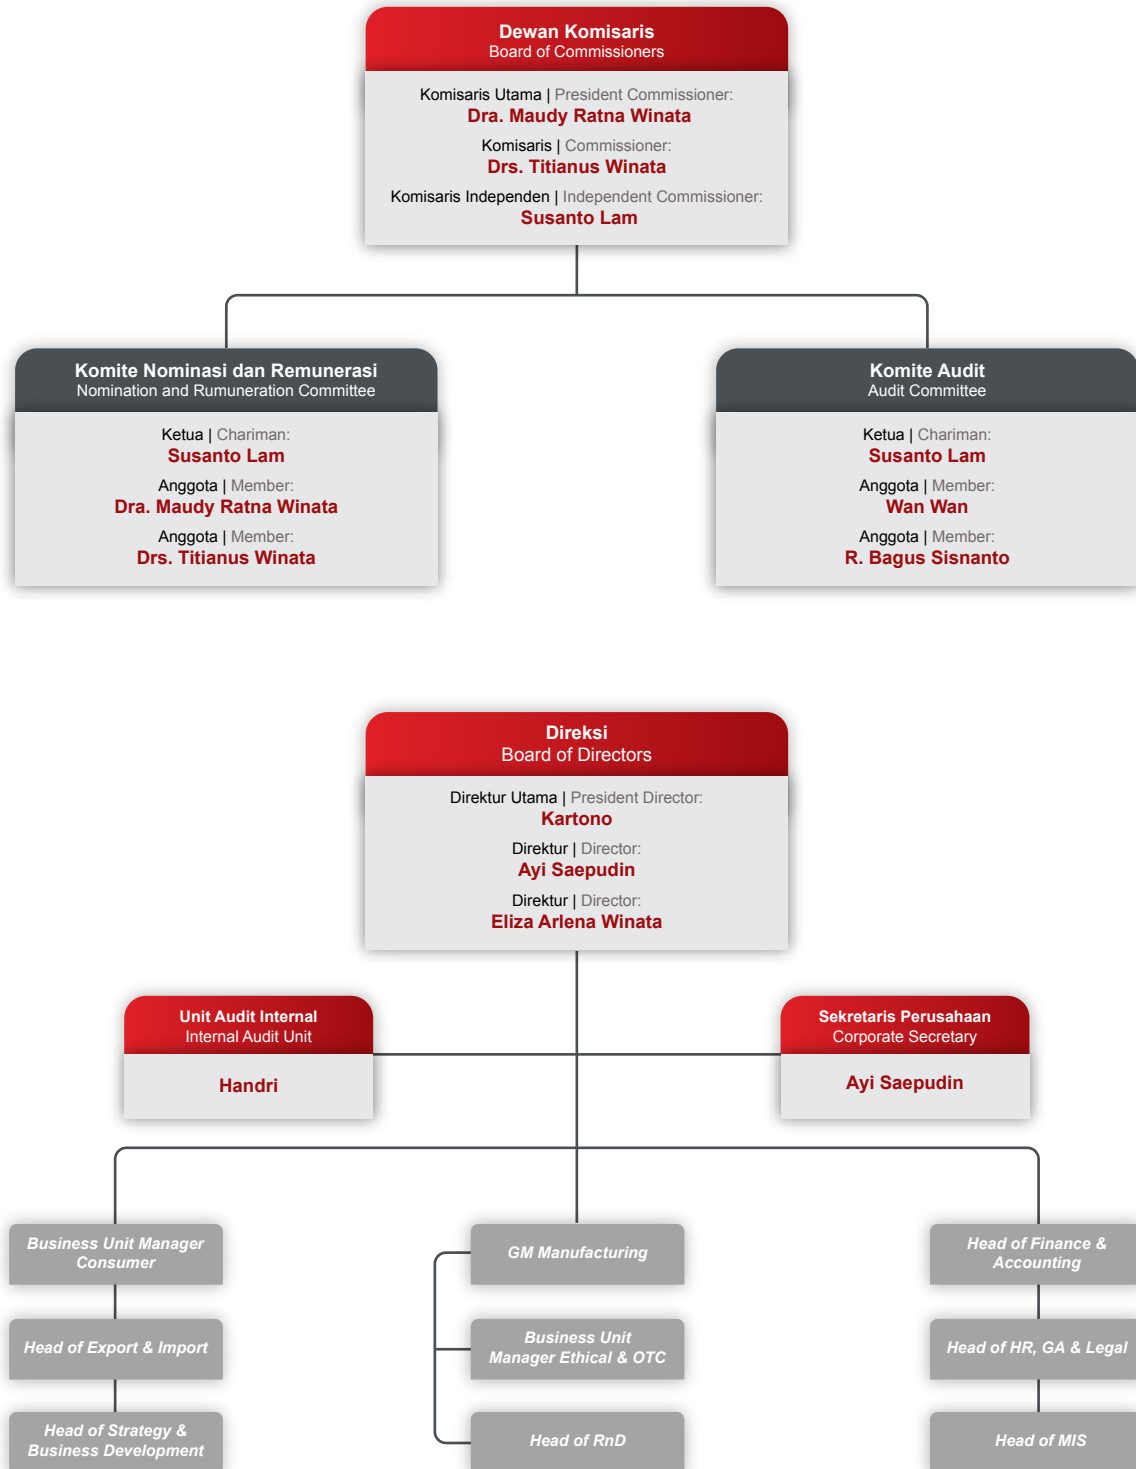 Dewan Komisaris
Board of Commissioners
Komisaris Utama | President Commissioner:
Dra. Maudy Ratna Winata
Komisaris | Commissioner:
Drs. Titianus Winata
Komisaris Independen | Independent Commissioner:
Susanto Lam
Komite Nominasi dan Remunerasi
Nomination and Rumuneration Committee
Ketua | Chariman:
Susanto Lam
Anggota | Member:
Dra. Maudy Ratna Winata
Anggota | Member:
Drs. Titianus Winata
Komite Audit
Audit Committee
Ketua | Chariman:
Susanto Lam
Anggota | Member:
Wan Wan
Anggota | Member:
R. Bagus Sisnanto
Direksi
Board of Directors
Direktur Utama | President Director:
Kartono
Direktur | Director:
Ayi Saepudin
Direktur | Director:
Eliza Arlena Winata
Unit Audit Internal
Internal Audit Unit
Handri
Sekretaris Perusahaan
Corporate Secretary
Ayi Saepudin
Business Unit Manager
Consumer
Head of Export & Import
Head of Strategy &
Business Development
GM Manufacturing
Business Unit
Manager Ethical & OTC
Head of RnD
Head of Finance &
Accounting
Head of HR, GA & Legal
Head of MIS